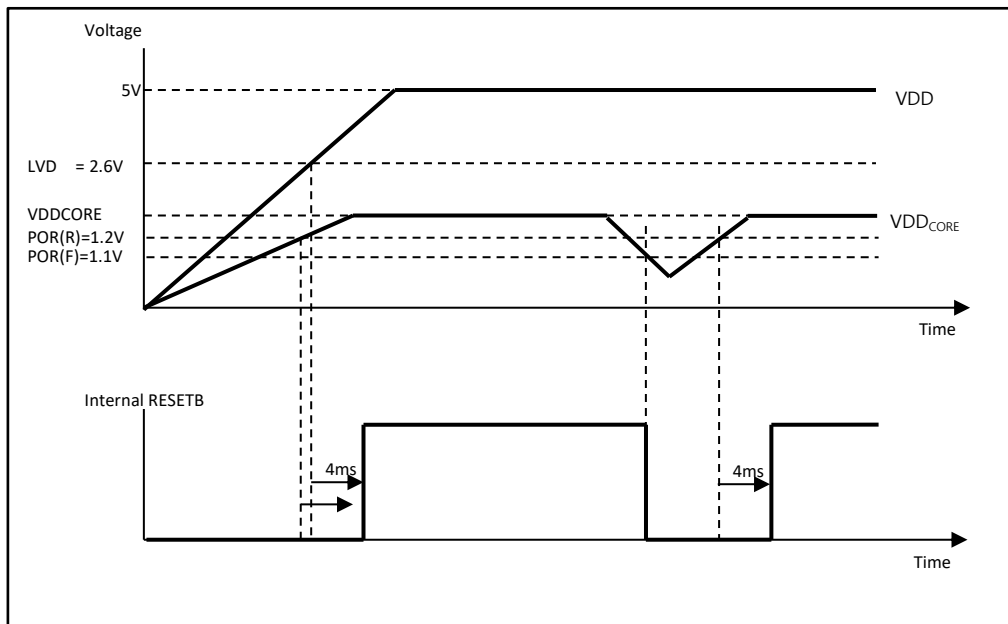 Voltage
5V
VDD
LVD = 2.6V
VDDCORE
VDDCORE
POR(R)=1.2V
POR(F)=1.1V
Time
Internal RESETB
4ms
4ms
Time